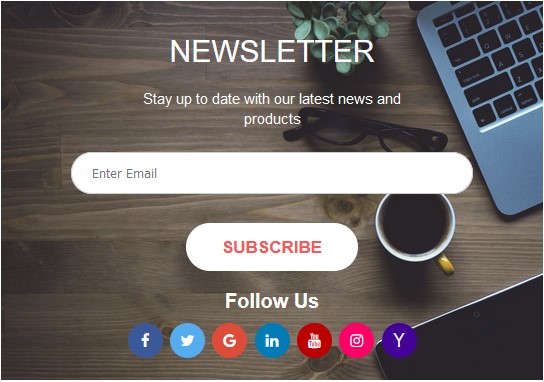 NEWSLETTER
Stay up to date with our latest news and
products
Enter Email
SUBSCRIBE
Follow Us
f G in You Tube Y